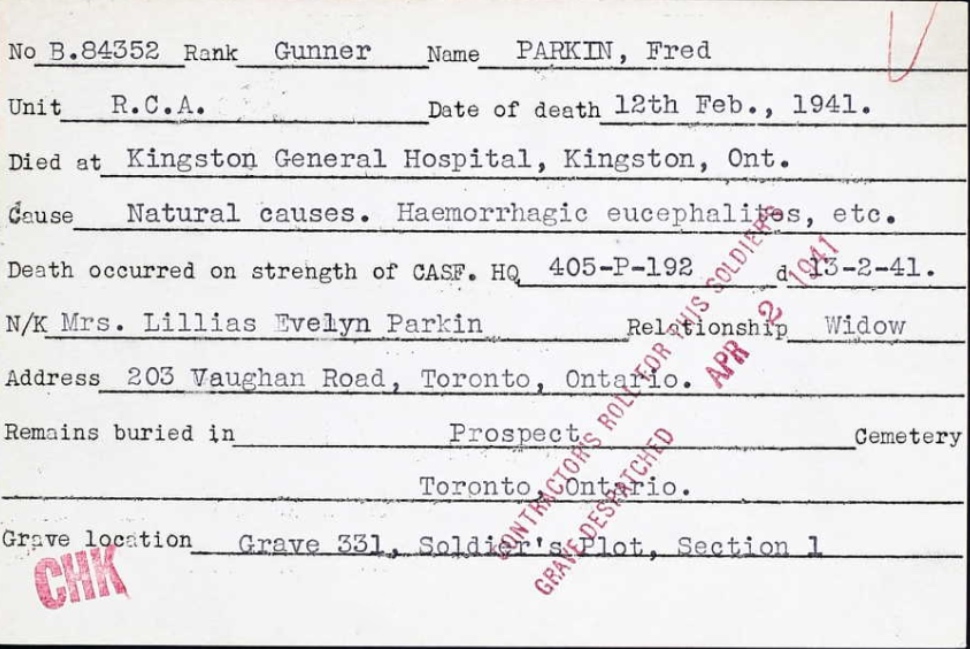 No B.84352 Rank Gunner Name PARKIN, Fred
Unit R.C.A. Date of death 12th Feb., 1941.
Died at Kingston General Hospital, Kingston, Ont.
Cause Natural causes. Haemorrhagic eucephalites, etc.
Death occurred on strength of CASF. HQ 405-P-192 d 13-2-41.
N/K Mrs. Lillias Evelyn Parkin Relationship Widow
Address 203 Vaughan Road, Toronto, Ontario.
Remains buried in Prospect Cemetery
Toronto, Ontario.
Grave location Grave 331, Soldier's Plot, Section 1
CONTRACTOR'S ROLL FOR THIS SOLDIER'S
GRAVE DESPATCHED APR 2 1941
CHK